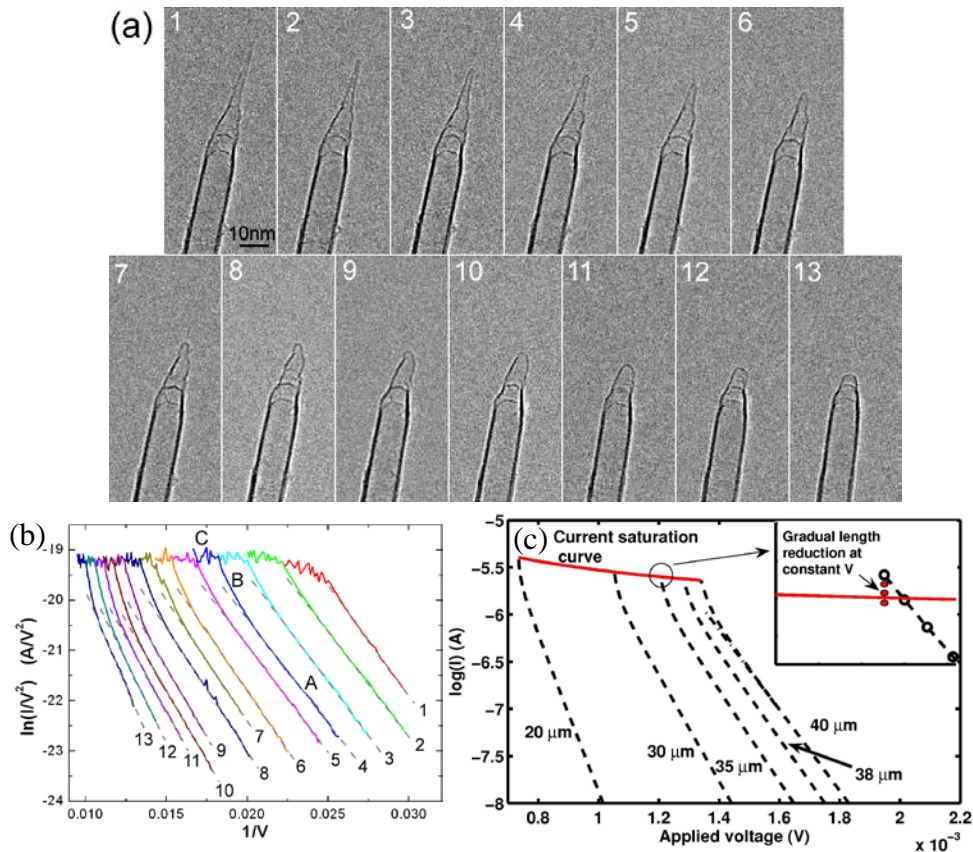 (a)
1 2 3 4 5 6
10nm
7 8 9 10 11 12 13
(b)
ln(I/V²) (A/V²)
-19
-20
-21
-22
-23
-24
C
B
A
1
2
3
4
5
6
7
8
9
10
11
12
13
0.010 0.015 0.020 0.025 0.030
1/V
(c)
log(I) (A)
−5
−5.5
−6
−6.5
−7
−7.5
−8
Current saturation
curve
Gradual length
reduction at
constant V
20 μm
30 μm
35 μm
40 μm
38 μm
0.8 1 1.2 1.4 1.6 1.8 2 2.2
Applied voltage (V)
x 10⁻³